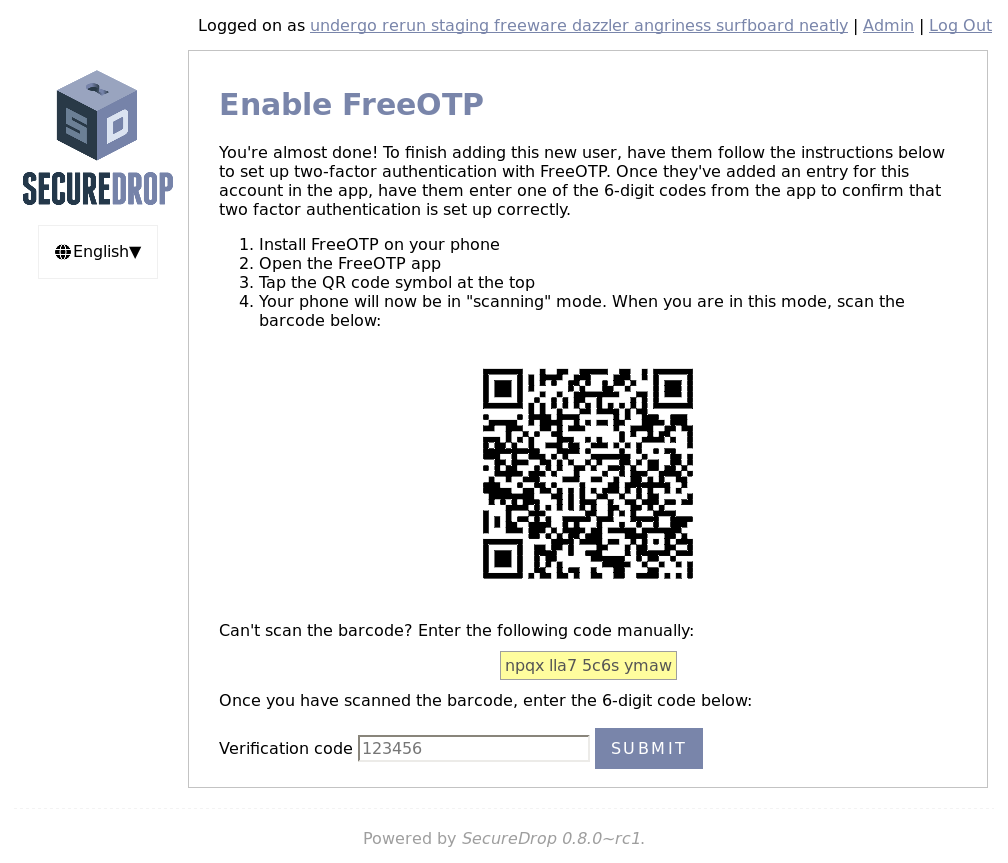 Logged on as undergo rerun staging freeware dazzler angriness surfboard neatly | Admin | Log Out
SD
SECUREDROP
English▼
Enable FreeOTP
You're almost done! To finish adding this new user, have them follow the instructions below
to set up two-factor authentication with FreeOTP. Once they've added an entry for this
account in the app, have them enter one of the 6-digit codes from the app to confirm that
two factor authentication is set up correctly.
1. Install FreeOTP on your phone
2. Open the FreeOTP app
3. Tap the QR code symbol at the top
4. Your phone will now be in "scanning" mode. When you are in this mode, scan the
barcode below:
Can't scan the barcode? Enter the following code manually:
npqx lla7 5c6s ymaw
Once you have scanned the barcode, enter the 6-digit code below:
Verification code 123456 SUBMIT
Powered by SecureDrop 0.8.0~rc1.